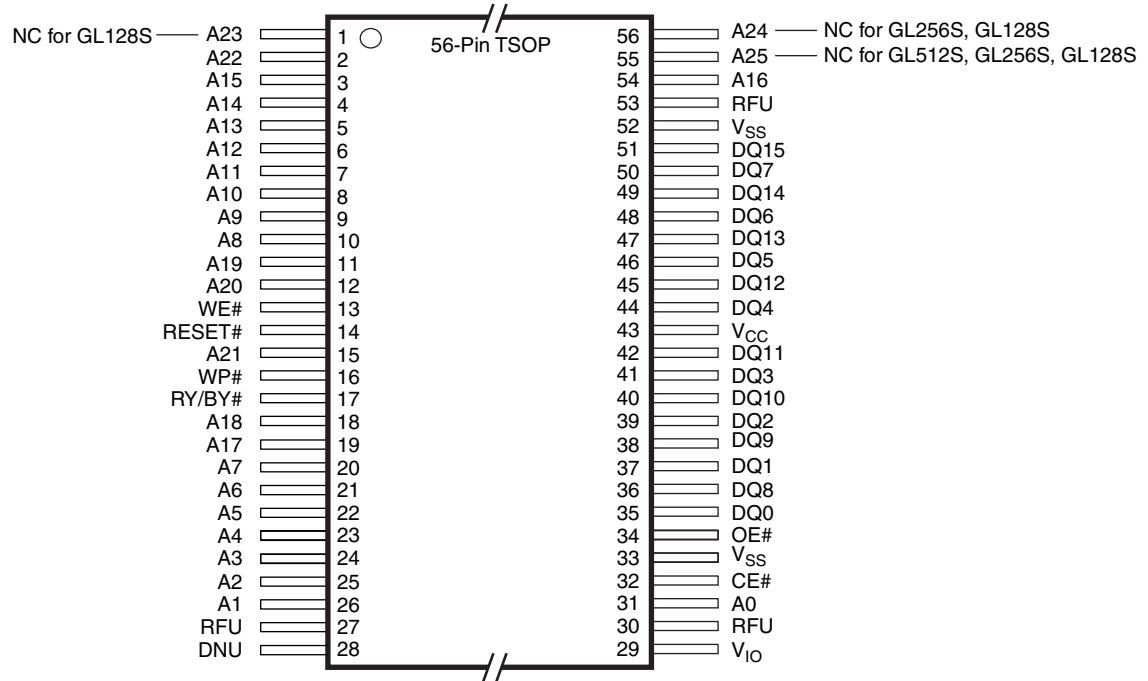 56-Pin TSOP
NC for GL128S A23 1 56 A24 NC for GL256S, GL128S
A22 2 55 A25 NC for GL512S, GL256S, GL128S
A15 3 54 A16
A14 4 53 RFU
A13 5 52 VSS
A12 6 51 DQ15
A11 7 50 DQ7
A10 8 49 DQ14
A9 9 48 DQ6
A8 10 47 DQ13
A19 11 46 DQ5
A20 12 45 DQ12
WE# 13 44 DQ4
RESET# 14 43 VCC
A21 15 42 DQ11
WP# 16 41 DQ3
RY/BY# 17 40 DQ10
A18 18 39 DQ2
A17 19 38 DQ9
A7 20 37 DQ1
A6 21 36 DQ8
A5 22 35 DQ0
A4 23 34 OE#
A3 24 33 VSS
A2 25 32 CE#
A1 26 31 A0
RFU 27 30 RFU
DNU 28 29 VIO